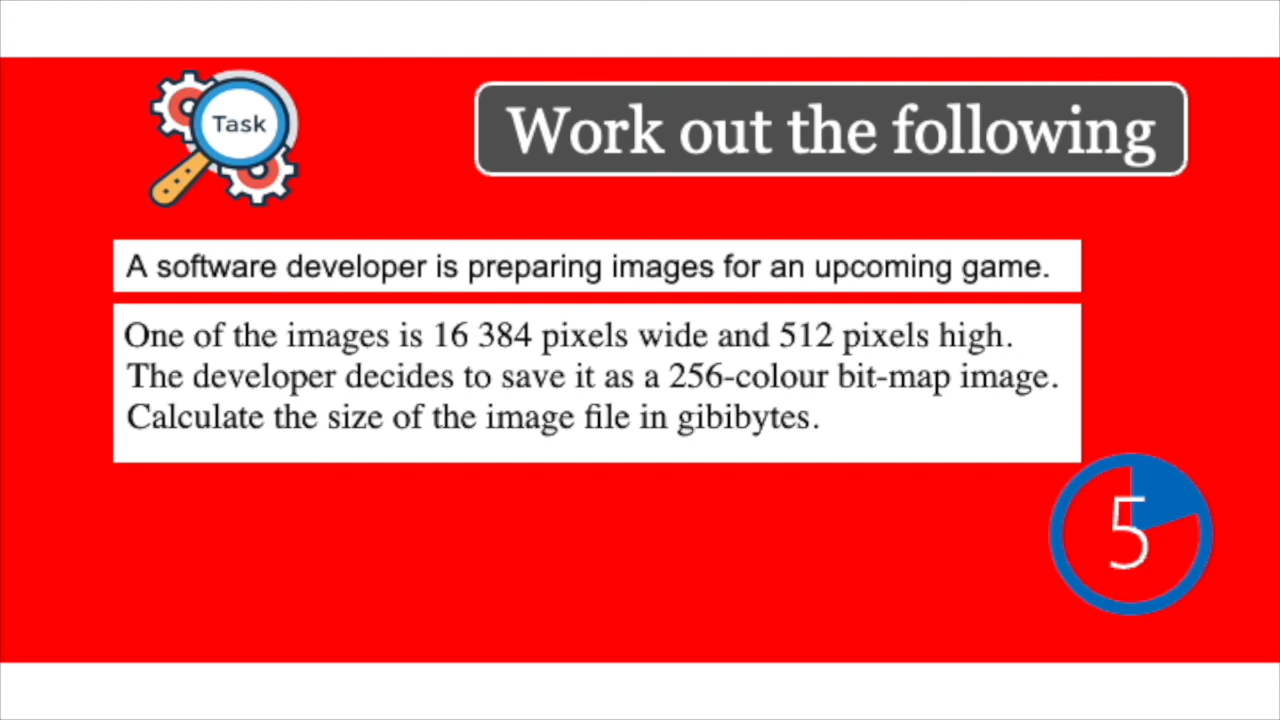 Task
Work out the following
A software developer is preparing images for an upcoming game.
One of the images is 16 384 pixels wide and 512 pixels high.
The developer decides to save it as a 256-colour bit-map image.
Calculate the size of the image file in gibibytes.
5